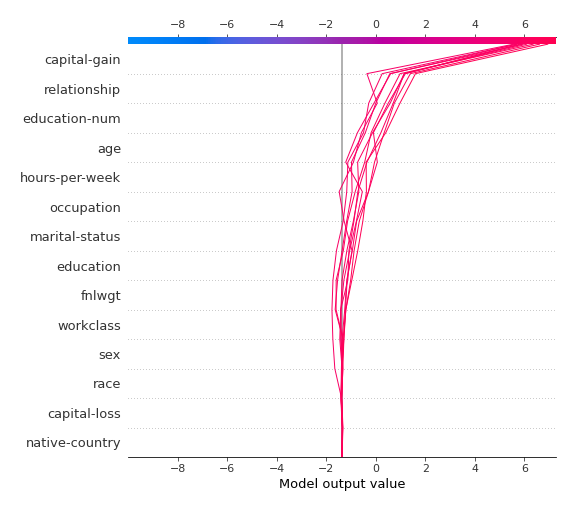 −8 −6 −4 −2 0 2 4 6
capital-gain
relationship
education-num
age
hours-per-week
occupation
marital-status
education
fnlwgt
workclass
sex
race
capital-loss
native-country
−8 −6 −4 −2 0 2 4 6
Model output value